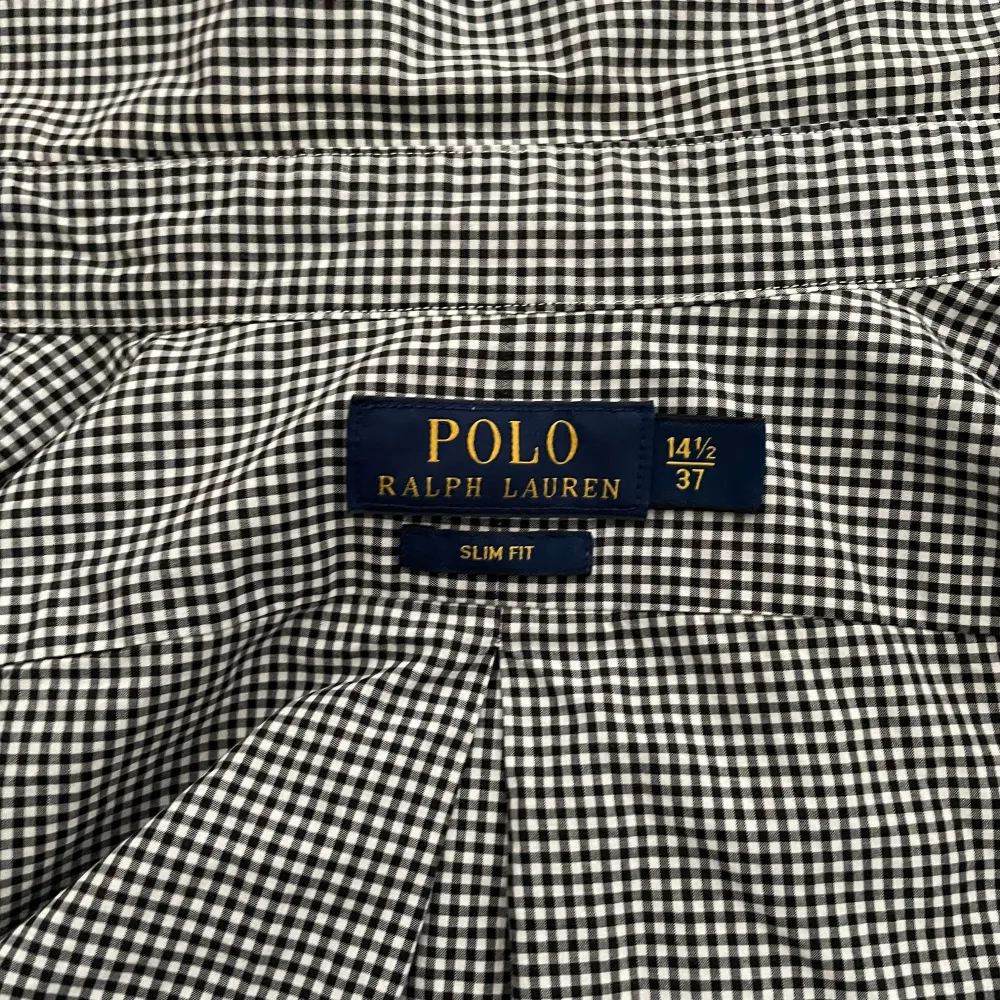 POLO
RALPH LAUREN
14½
37
SLIM FIT